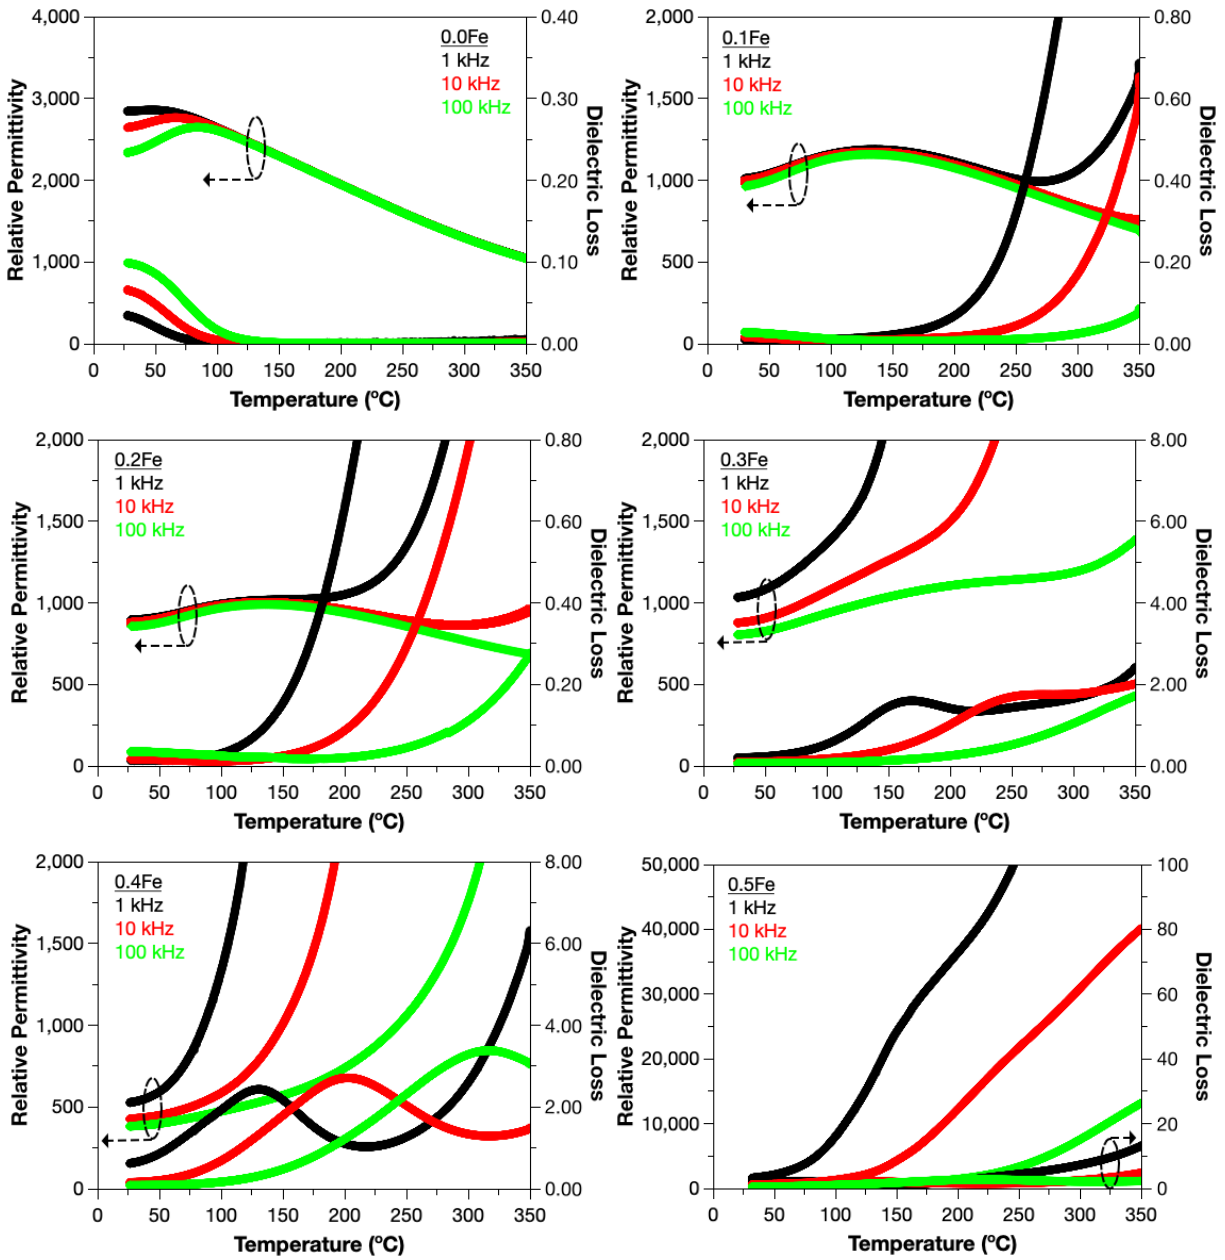 4,000
3,000
2,000
1,000
0
0.40
0.30
0.20
0.10
0.00
0.0Fe
1 kHz
10 kHz
100 kHz
Relative Permittivity
Dielectric Loss
0 50 100 150 200 250 300 350
Temperature (ºC)
2,000
1,500
1,000
500
0
0.80
0.60
0.40
0.20
0.00
0.1Fe
1 kHz
10 kHz
100 kHz
Relative Permittivity
Dielectric Loss
0 50 100 150 200 250 300 350
Temperature (ºC)
2,000
1,500
1,000
500
0
0.80
0.60
0.40
0.20
0.00
0.2Fe
1 kHz
10 kHz
100 kHz
Relative Permittivity
Dielectric Loss
0 50 100 150 200 250 300 350
Temperature (ºC)
2,000
1,500
1,000
500
0
8.00
6.00
4.00
2.00
0.00
0.3Fe
1 kHz
10 kHz
100 kHz
Relative Permittivity
Dielectric Loss
0 50 100 150 200 250 300 350
Temperature (ºC)
2,000
1,500
1,000
500
0
8.00
6.00
4.00
2.00
0.00
0.4Fe
1 kHz
10 kHz
100 kHz
Relative Permittivity
Dielectric Loss
0 50 100 150 200 250 300 350
Temperature (ºC)
50,000
40,000
30,000
20,000
10,000
0
100
80
60
40
20
0
0.5Fe
1 kHz
10 kHz
100 kHz
Relative Permittivity
Dielectric Loss
0 50 100 150 200 250 300 350
Temperature (ºC)